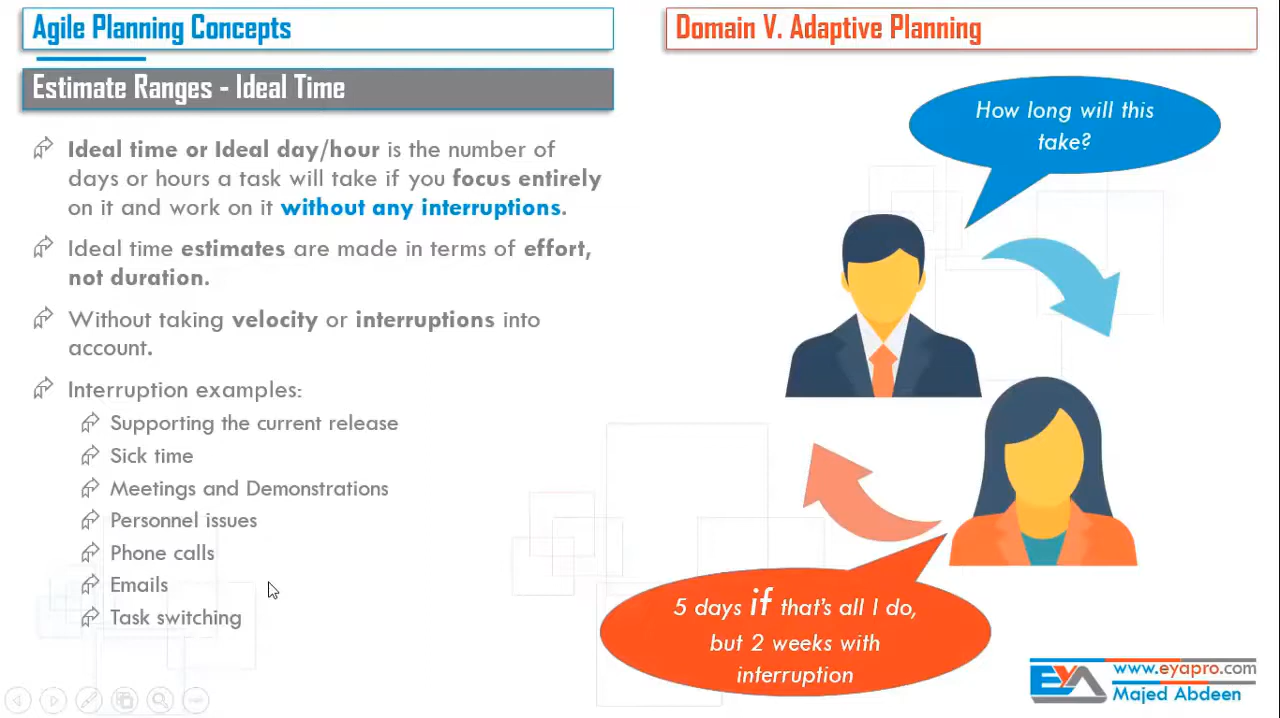 Agile Planning Concepts
Domain V. Adaptive Planning
Estimate Ranges - Ideal Time
Ideal time or Ideal day/hour is the number of
days or hours a task will take if you focus entirely
on it and work on it without any interruptions.
Ideal time estimates are made in terms of effort,
not duration.
Without taking velocity or interruptions into
account.
Interruption examples:
Supporting the current release
Sick time
Meetings and Demonstrations
Personnel issues
Phone calls
Emails
Task switching
How long will this
take?
5 days if that's all I do,
but 2 weeks with
interruption
EYA
www.eyapro.com
Majed Abdeen